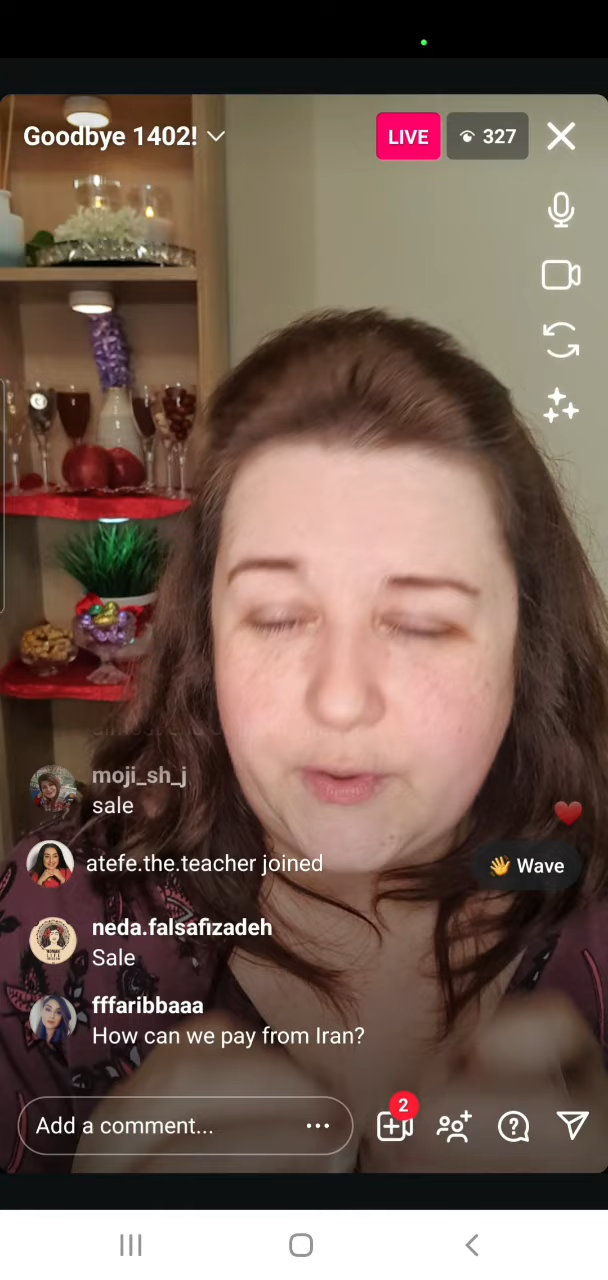 Goodbye 1402!
LIVE
327
moji_sh_j
sale
atefe.the.teacher joined
👋 Wave
neda.falsafizadeh
Sale
fffaribbaaa
How can we pay from Iran?
2
Add a comment...